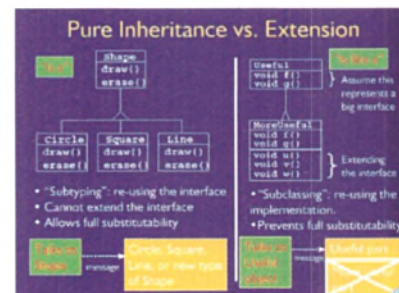 Pure Inheritance vs. Extension
Shape
draw()
erase()
Circle
draw()
erase()
Square
draw()
erase()
Line
draw()
erase()
• "Subtyping": re-using the interface
• Cannot extend the interface
• Allows full substitutability
message
Circle, Square,
Line, or new type
of Shape
Useful
void f()
void g()
Assume this
represents a
big interface
MoreUseful
void f()
void g()
void u()
void v()
void w()
Extending
the interface
• "Subclassing": re-using the
implementation.
• Prevents full substitutability
message
Useful part